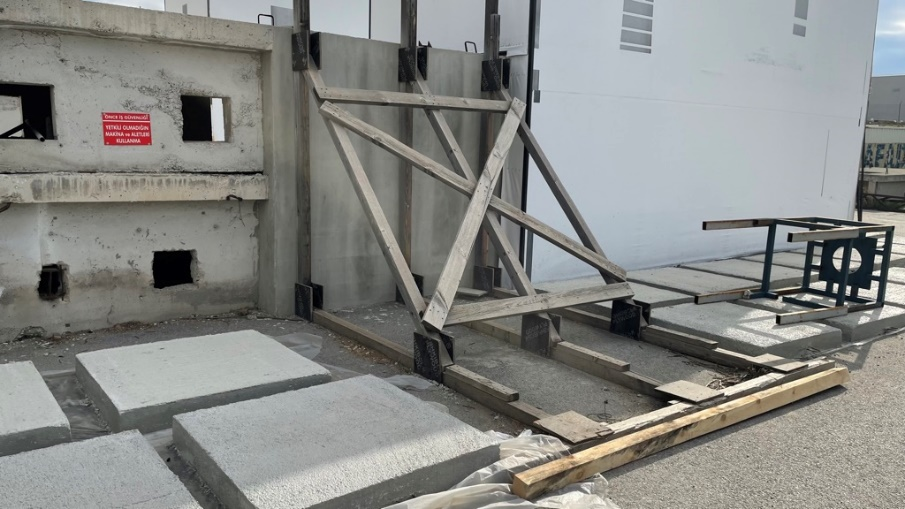 ÖNCE İŞ GÜVENLİĞİ
YETKİLİ OLMADIĞIN
MAKİNA ve ALETLERİ
KULLANMA